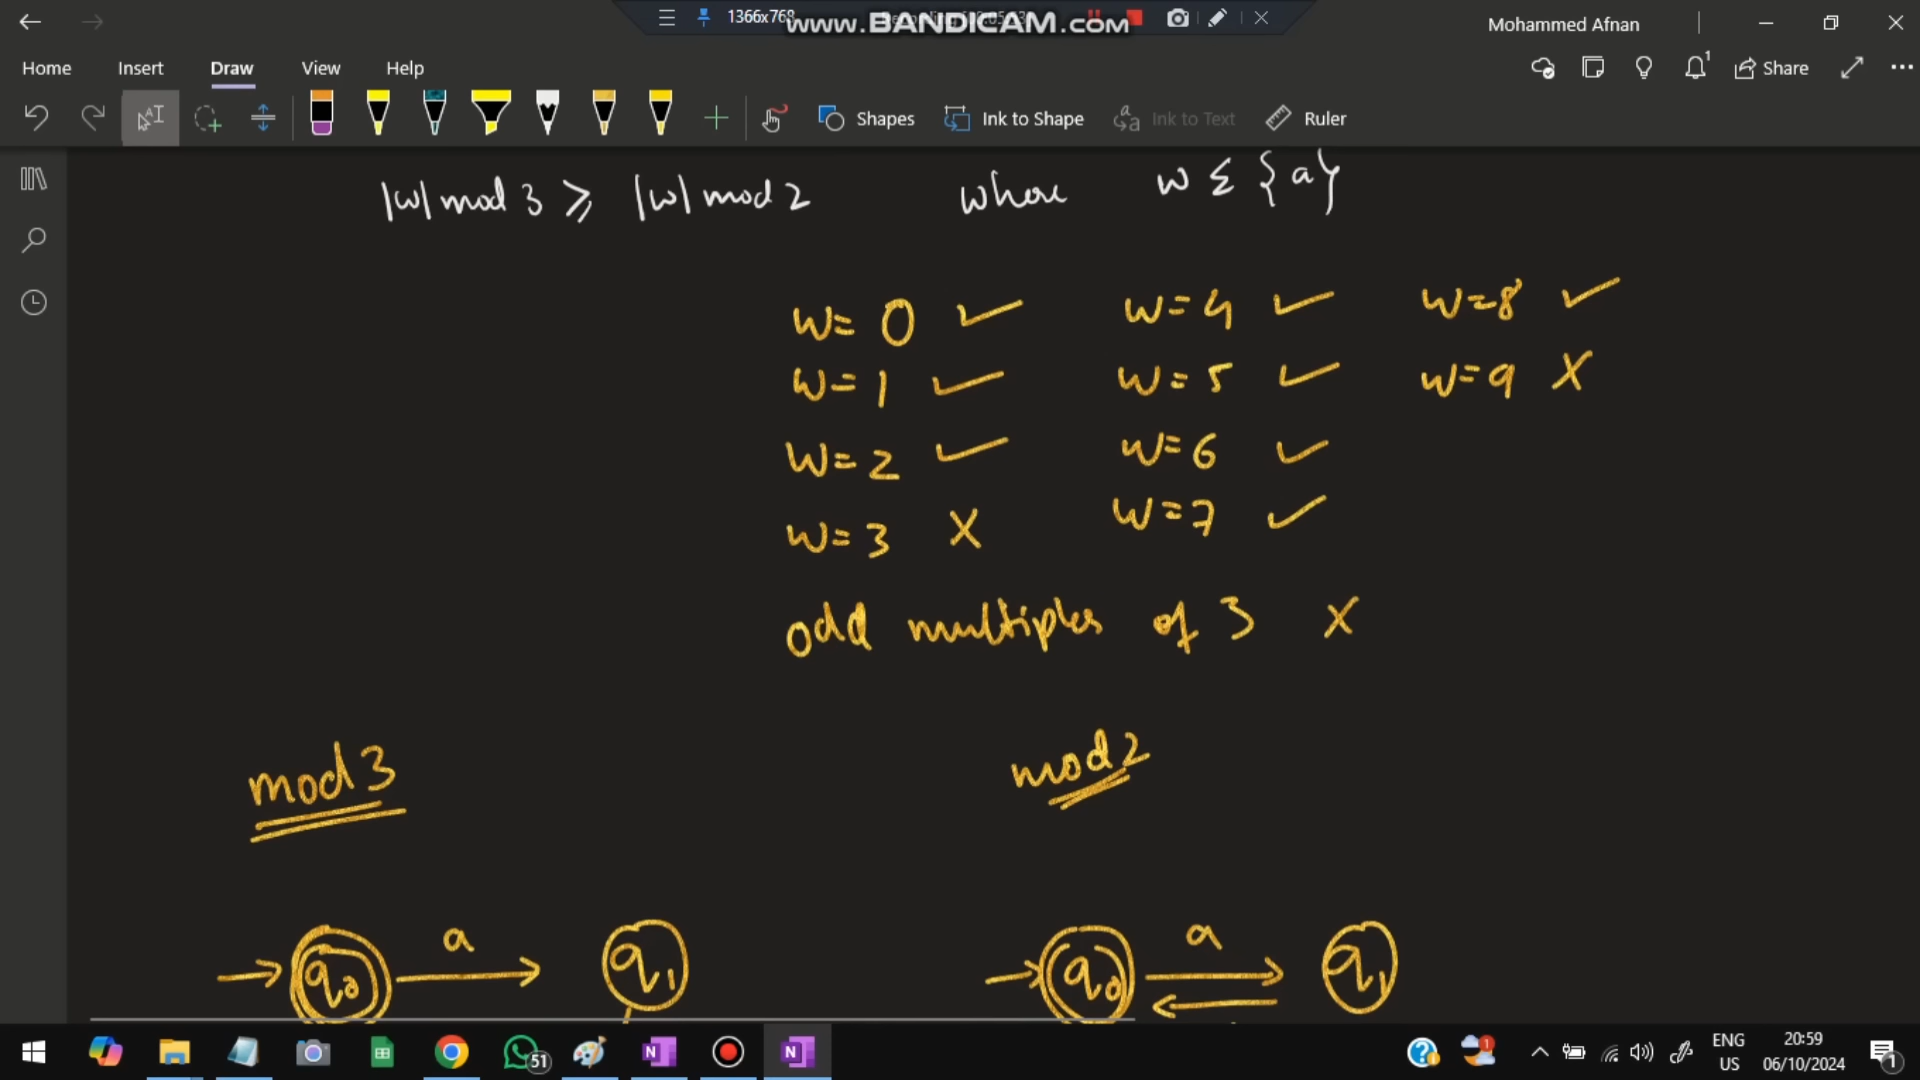 1366x768
www.BANDICAM.com
Mohammed Afnan
Home Insert Draw View Help
Share
Shapes Ink to Shape Ink to Text Ruler
|w| mod 3 ⩾ |w| mod 2 where w Σ {a}
w= 0 ✓ w= 4 ✓ w=8 ✓
w= 1 ✓ w= 5 ✓ w=9 X
w= 2 ✓ w= 6 ✓
w= 3 X w=7 ✓
odd multiples of 3 X
mod 3 mod 2
a a
q0 q1 q0 q1
51
1
ENG
US
20:59
06/10/2024
1